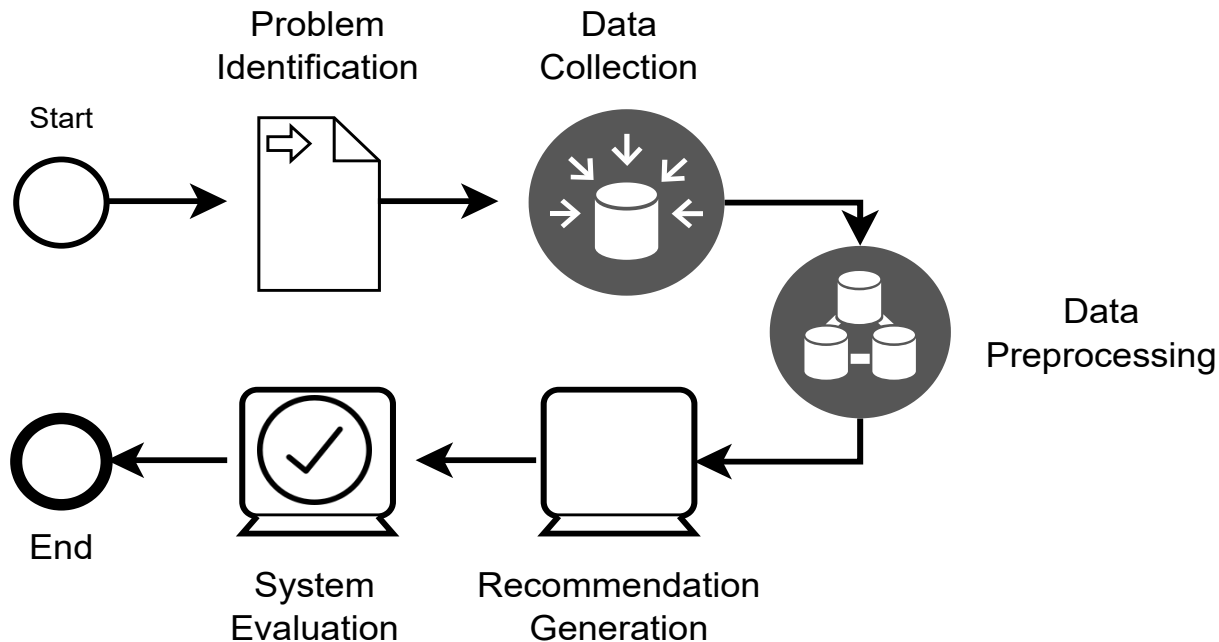 Problem
Identification
Data
Collection
Start
Data
Preprocessing
End
System
Evaluation
Recommendation
Generation